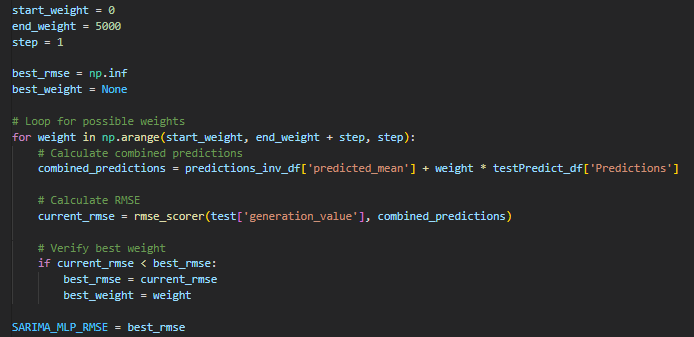 start_weight = 0
end_weight = 5000
step = 1
best_rmse = np.inf
best_weight = None
# Loop for possible weights
for weight in np.arange(start_weight, end_weight + step, step):
# Calculate combined predictions
combined_predictions = predictions_inv_df['predicted_mean'] + weight * testPredict_df['Predictions']
# Calculate RMSE
current_rmse = rmse_scorer(test['generation_value'], combined_predictions)
# Verify best weight
if current_rmse < best_rmse:
best_rmse = current_rmse
best_weight = weight
SARIMA_MLP_RMSE = best_rmse